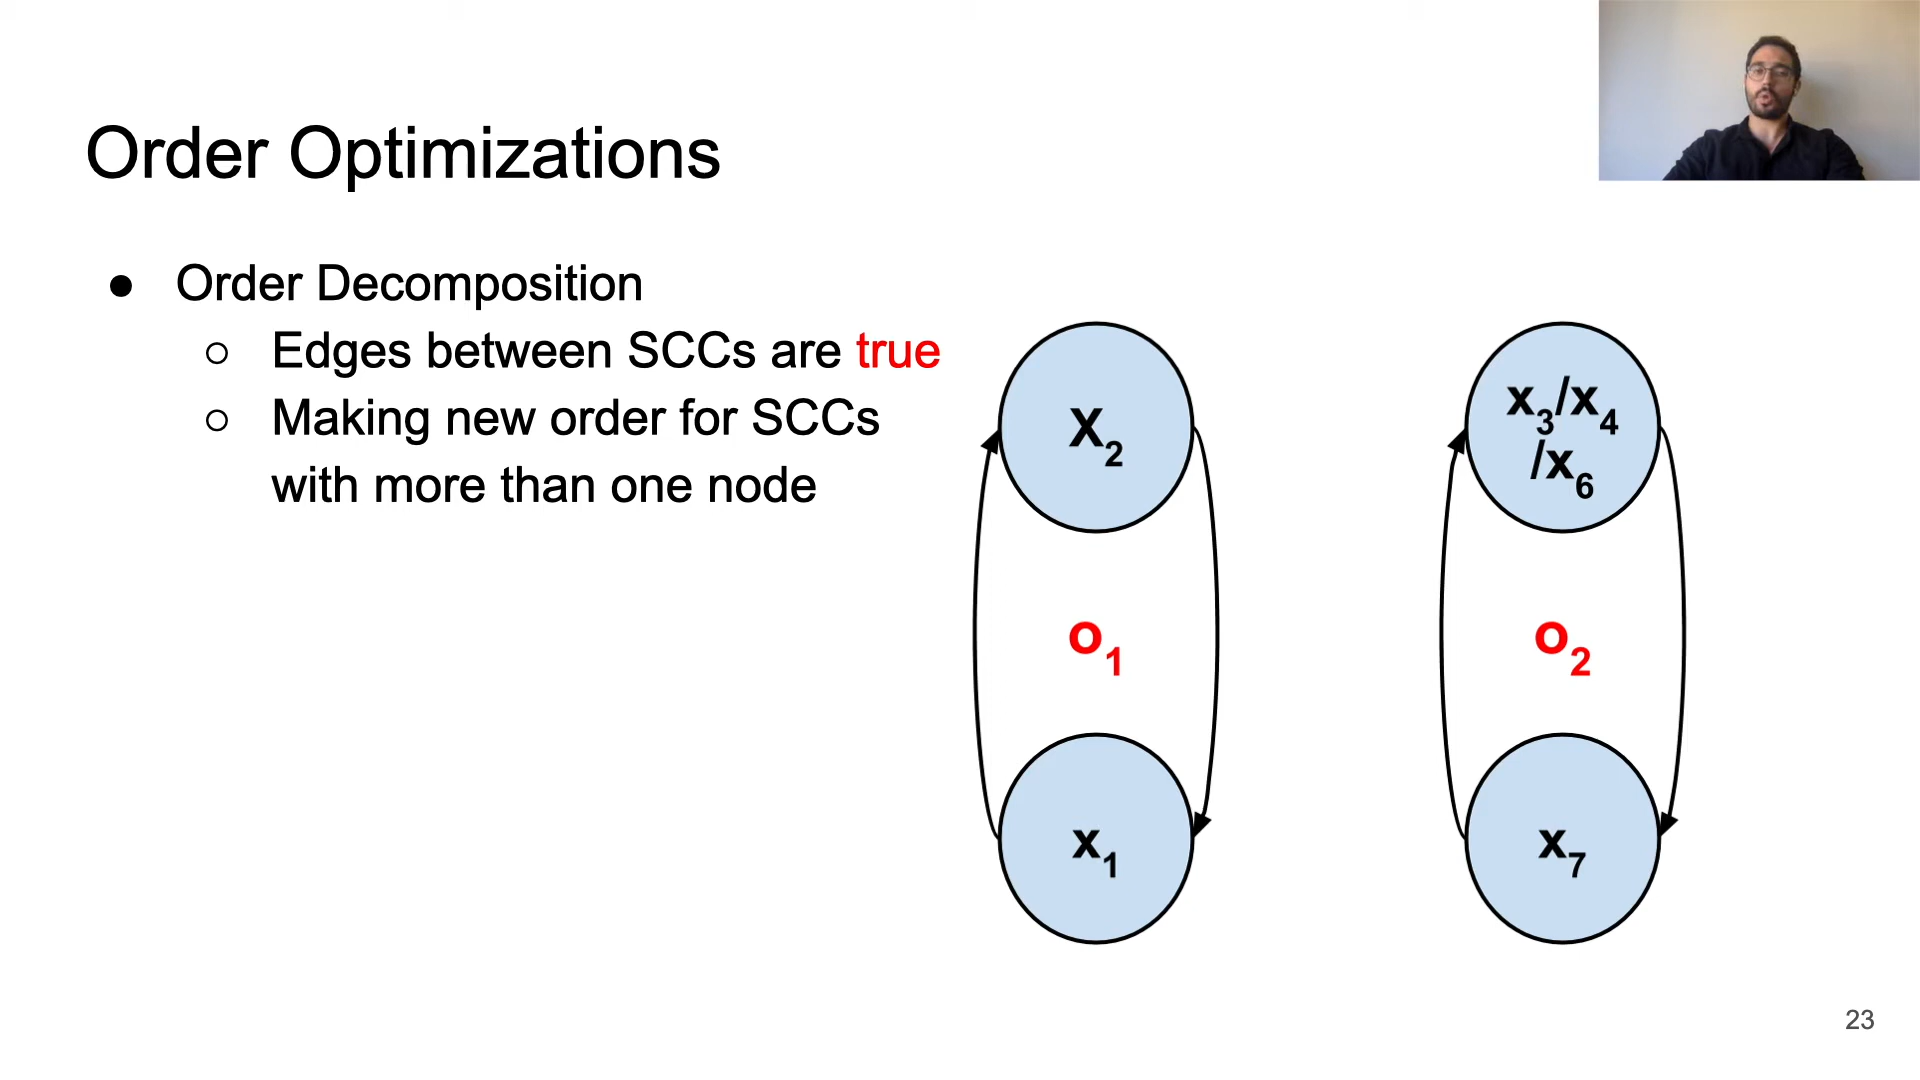 Order Optimizations
● Order Decomposition
○ Edges between SCCs are true
○ Making new order for SCCs
with more than one node
X₂
x₃/x₄
/x₆
o₁
o₂
x₁
x₇
23